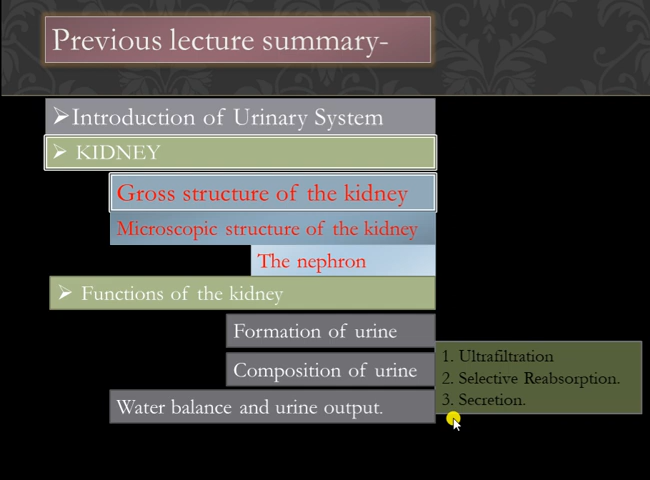 Previous lecture summary-
➢Introduction of Urinary System
➢ KIDNEY
Gross structure of the kidney
Microscopic structure of the kidney
The nephron
➢ Functions of the kidney
Formation of urine
Composition of urine
Water balance and urine output.
1. Ultrafiltration
2. Selective Reabsorption.
3. Secretion.